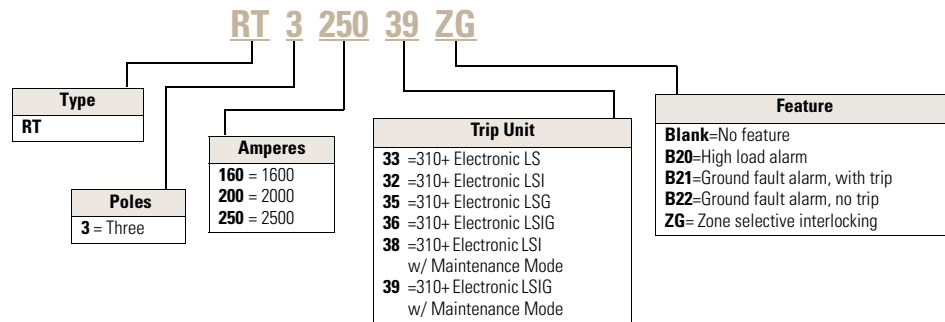 RT 3 250 39 ZG
Type
RT
Poles
3 = Three
Amperes
160 = 1600
200 = 2000
250 = 2500
Trip Unit
33 =310+ Electronic LS
32 =310+ Electronic LSI
35 =310+ Electronic LSG
36 =310+ Electronic LSIG
38 =310+ Electronic LSI
w/ Maintenance Mode
39 =310+ Electronic LSIG
w/ Maintenance Mode
Feature
Blank=No feature
B20=High load alarm
B21=Ground fault alarm, with trip
B22=Ground fault alarm, no trip
ZG= Zone selective interlocking